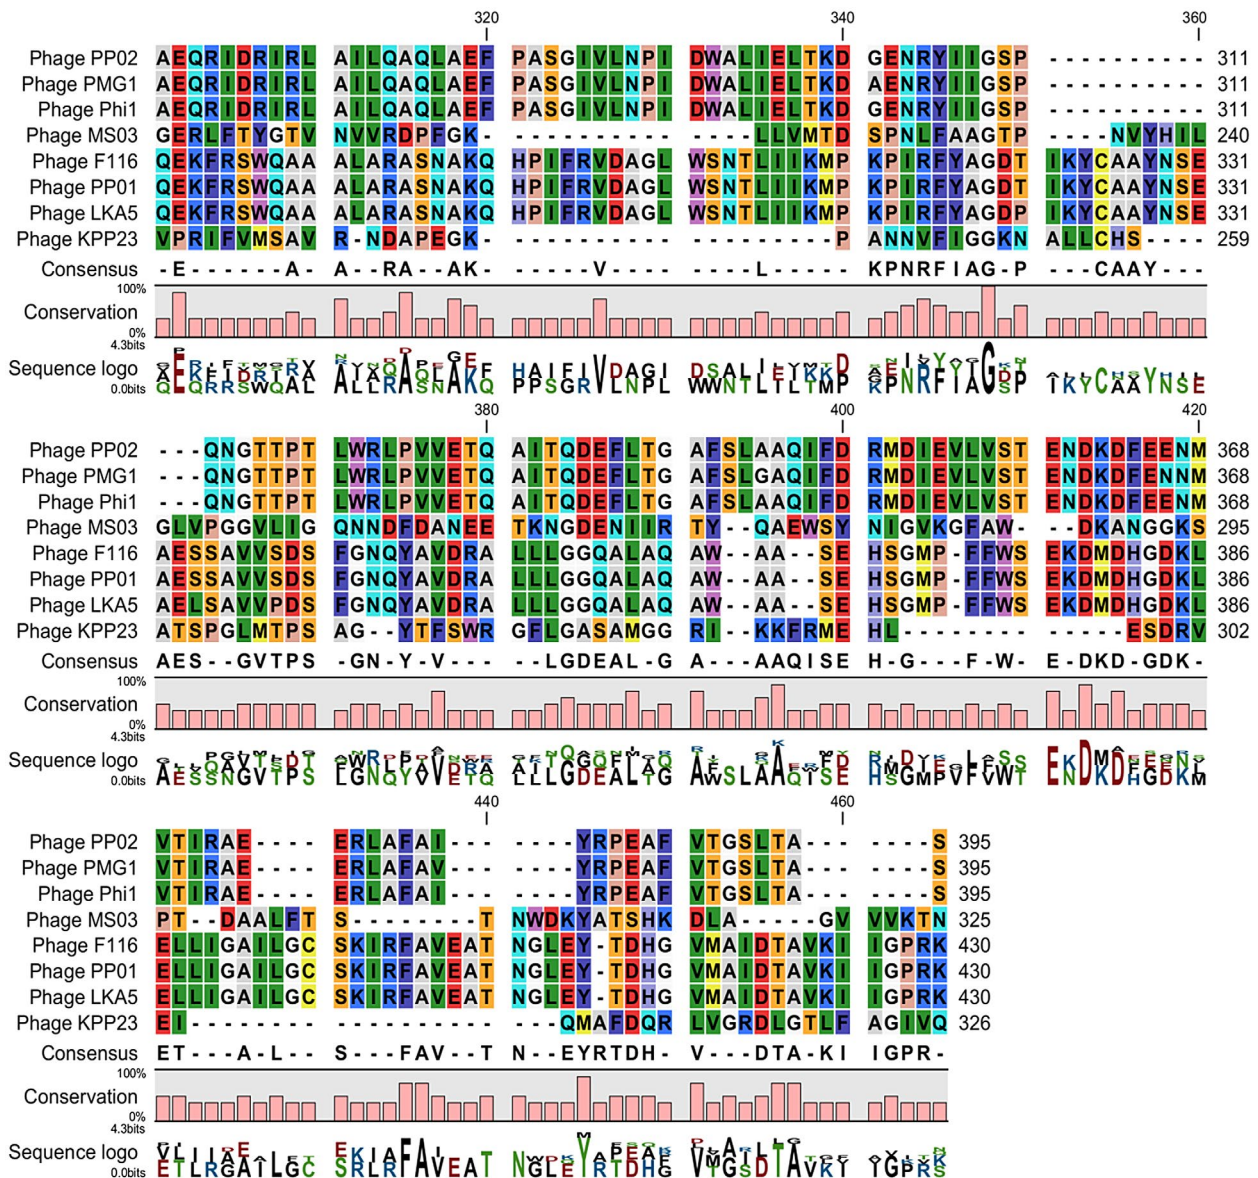 320 340 360
Phage PP02 AEQRIDRIRL AILQAQLAEF PASGIVLNPI DWALIELTKD GENRYIIGSP ---------- 311
Phage PMG1 AEQRIDRIRL AILQAQLAEF PASGIVLNPI DWALIELTKD AENRYIIGSP ---------- 311
Phage Phi1 AEQRIDRIRL AILQAQLAEF PASGIVLNPI DWALIELTKD GENRYIIGSP ---------- 311
Phage MS03 GERLFTYGTV NVVRDPFGK- ---------- ----LLVMTD SPNLFAAGTP ----NVYHIL 240
Phage F116 QEKFRSWQAA ALARASNAKQ HPIFRVDAGL WSNTLIIKMP KPIRFYAGDT IKYCAAYNSE 331
Phage PP01 QEKFRSWQAA ALARASNAKQ HPIFRVDAGL WSNTLIIKMP KPIRFYAGDT IKYCAAYNSE 331
Phage LKA5 QEKFRSWQAA ALARASNAKQ HPIFRVDAGL WSNTLIIKMP KPIRFYAGDP IKYCAAYNSE 331
Phage KPP23 VPRIFVMSAV R-NDAPEGK- ---------- ---------P ANNVFIGGKN ALLCHS---- 259
Consensus -E------A- A--RA--AK- -----V---- ----L----- KPNRFIAG-P ---CAAY---
100%
Conservation
0%
4.3bits
Sequence logo
0.0bits
380 400 420
Phage PP02 ---QNGTTPT LWRLPVVETQ AITQDEFLTG AFSLAAQIFD RMDIEVLVST ENDKDFEENM 368
Phage PMG1 ---QNGTTPT LWRLPVVETQ AITQDEFLTG AFSLGAQIFD RMDIEVLVST ENDKDFEENM 368
Phage Phi1 ---QNGTTPT LWRLPVVETQ AITQDEFLTG AFSLAAQIFD RMDIEVLVST ENDKDFEENM 368
Phage MS03 GLVPGGVLIG QNNDFDANEE TKNGDENIIR TY--QAEWSY NIGVKGFAW- --DKANGGKS 295
Phage F116 AESSAVVSDS FGNQYAVDRA LLLGGQALAQ AW--AA--SE HSGMP-FFWS EKDMDHGDKL 386
Phage PP01 AESSAVVSDS FGNQYAVDRA LLLGGQALAQ AW--AA--SE HSGMP-FFWS EKDMDHGDKL 386
Phage LKA5 AELSAVVPDS FGNQYAVDRA LLLGGQALAQ AW--AA--SE HSGMP-FFWS EKDMDHGDKL 386
Phage KPP23 ATSPGLMTPS AG--YTFSWR GFLGASAMGG RI--KKFRME HL-------- -----ESDRV 302
Consensus AES--GVTPS -GN-Y-V--- --LGDEAL-G A---AAQISE H-G---F-W- E-DKD-GDK-
100%
Conservation
0%
4.3bits
Sequence logo
0.0bits
440 460
Phage PP02 VTIRAE---- ERLAFAI--- ----YRPEAF VTGSLTA--- ----S 395
Phage PMG1 VTIRAE---- ERLAFAV--- ----YRPEAF VTGSLTA--- ----S 395
Phage Phi1 VTIRAE---- ERLAFAV--- ----YRPEAF VTGSLTA--- ----S 395
Phage MS03 PT--DAALFT S--------T NWDKYATSHK DLA-----GV VVKTN 325
Phage F116 ELLIGAILGC SKIRFAVEAT NGLEY-TDHG VMAIDTAVKI IGPRK 430
Phage PP01 ELLIGAILGC SKIRFAVEAT NGLEY-TDHG VMAIDTAVKI IGPRK 430
Phage LKA5 ELLIGAILGC SKIRFAVEAT NGLEY-TDHG VMAIDTAVKI IGPRK 430
Phage KPP23 EI-------- ---------- ---QMAFDQR LVGRDLGTLF AGIVQ 326
Consensus ET---A-L-- S---FAV--T N--EYRTDH- V---DTA-KI IGPR-
100%
Conservation
0%
4.3bits
Sequence logo
0.0bits